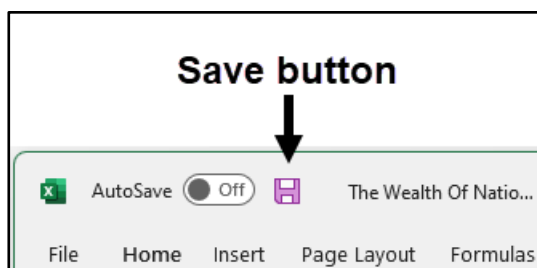 Save button
AutoSave Off The Wealth Of Natio...
File Home Insert Page Layout Formulas